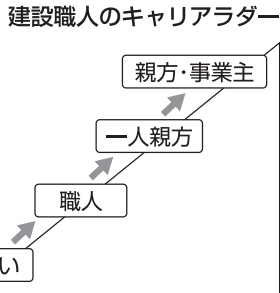 建設職人のキャリアラダー
親方・事業主
一人親方
職人
い